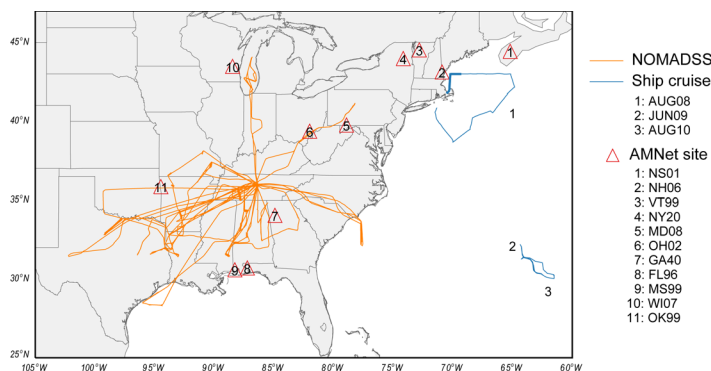 45°N
40°N
35°N
30°N
25°N
105°W
100°W
95°W
90°W
85°W
80°W
75°W
70°W
65°W
60°W
1
2
3
4
5
6
7
8
9
10
11
1
2
3
NOMADSS
Ship cruise
1: AUG08
2: JUN09
3: AUG10
AMNet site
1: NS01
2: NH06
3: VT99
4: NY20
5: MD08
6: OH02
7: GA40
8: FL96
9: MS99
10: WI07
11: OK99